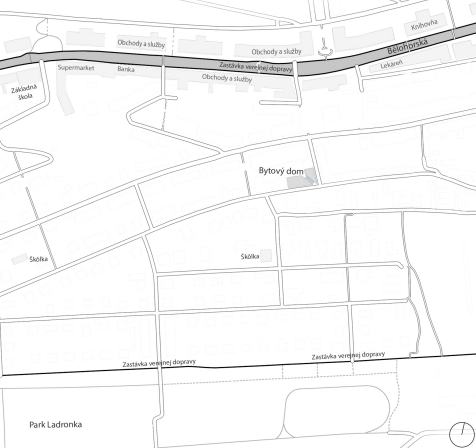 Knihovňa
Obchody a služby
Obchody a služby
Bělohorská
Supermarket
Banka
Zastávka verejnej dopravy
Lekáreň
Obchody a služby
Základná
škola
Bytový dom
Škôlka
Škôlka
Zastávka verejnej dopravy
Zastávka verejnej dopravy
Park Ladronka